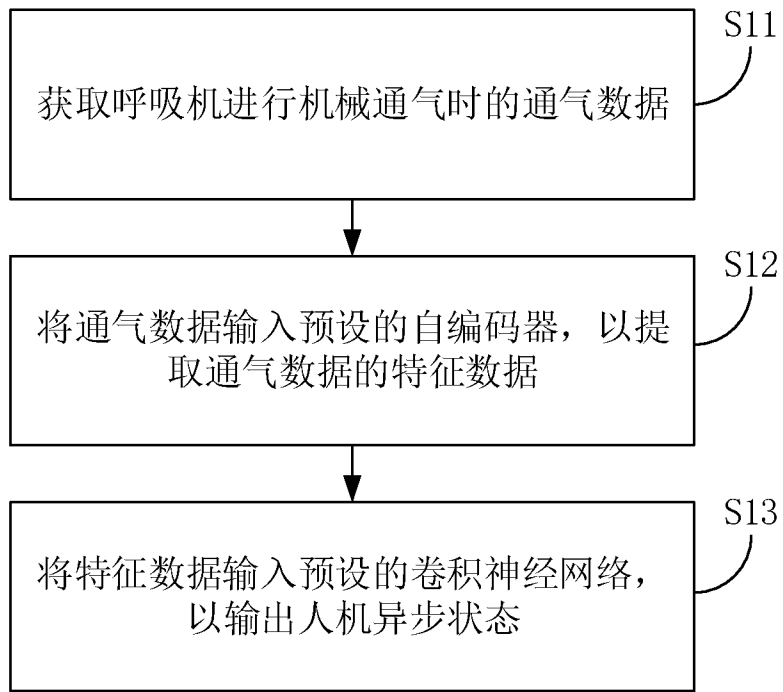 S11
获取呼吸机进行机械通气时的通气数据
S12
将通气数据输入预设的自编码器，以提
取通气数据的特征数据
S13
将特征数据输入预设的卷积神经网络，
以输出人机异步状态